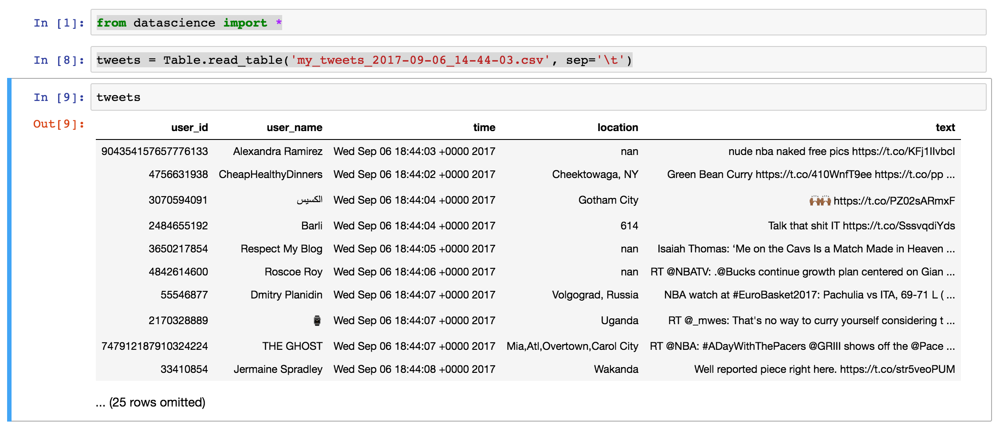 In [1]: from datascience import *
In [8]: tweets = Table.read_table('my_tweets_2017-09-06_14-44-03.csv', sep='\t')
In [9]: tweets
Out[9]:
user_id user_name time location text
904354157657776133 Alexandra Ramirez Wed Sep 06 18:44:03 +0000 2017 nan nude nba naked free pics https://t.co/KFj1IIvbcI
4756631938 CheapHealthyDinners Wed Sep 06 18:44:02 +0000 2017 Cheektowaga, NY Green Bean Curry https://t.co/410WnfT9ee https://t.co/pp ...
3070594091 الكسيس Wed Sep 06 18:44:04 +0000 2017 Gotham City 🙌🏾🙌🏾 https://t.co/PZ02sARmxF
2484655192 Barli Wed Sep 06 18:44:04 +0000 2017 614 Talk that shit IT https://t.co/SssvqdiYds
3650217854 Respect My Blog Wed Sep 06 18:44:05 +0000 2017 nan Isaiah Thomas: ‘Me on the Cavs Is a Match Made in Heaven ...
4842614600 Roscoe Roy Wed Sep 06 18:44:06 +0000 2017 nan RT @NBATV: .@Bucks continue growth plan centered on Gian ...
55546877 Dmitry Planidin Wed Sep 06 18:44:07 +0000 2017 Volgograd, Russia NBA watch at #EuroBasket2017: Pachulia vs ITA, 69-71 L ( ...
2170328889 ⌚ Wed Sep 06 18:44:07 +0000 2017 Uganda RT @_mwes: That's no way to curry yourself considering t ...
747912187910324224 THE GHOST Wed Sep 06 18:44:07 +0000 2017 Mia,Atl,Overtown,Carol City RT @NBA: #ADayWithThePacers @GRIII shows off the @Pace ...
33410854 Jermaine Spradley Wed Sep 06 18:44:08 +0000 2017 Wakanda Well reported piece right here. https://t.co/str5veoPUM
... (25 rows omitted)